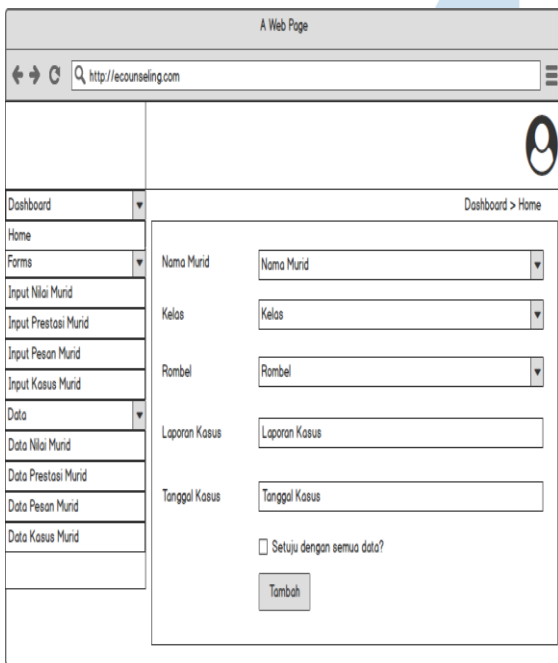 A Web Page
http://ecounseling.com
Dashboard
Dashboard > Home
Home
Forms
Input Nilai Murid
Input Prestasi Murid
Input Pesan Murid
Input Kasus Murid
Data
Data Nilai Murid
Data Prestasi Murid
Data Pesan Murid
Data Kasus Murid
Nama Murid Nama Murid
Kelas Kelas
Rombel Rombel
Laporan Kasus Laporan Kasus
Tanggal Kasus Tanggal Kasus
Setuju dengan semua data?
Tambah